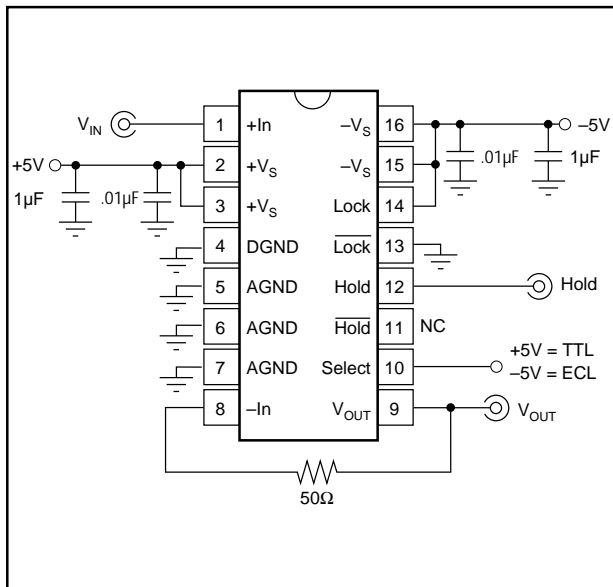 V_IN
+5V
1µF
.01µF
1 +In
2 +V_S
3 +V_S
4 DGND
5 AGND
6 AGND
7 AGND
8 –In
–V_S 16
–V_S 15
Lock 14
L̅o̅c̅k̅ 13
Hold 12
H̅o̅l̅d̅ 11
Select 10
V_OUT 9
–5V
.01µF
1µF
Hold
NC
+5V = TTL
–5V = ECL
V_OUT
50Ω